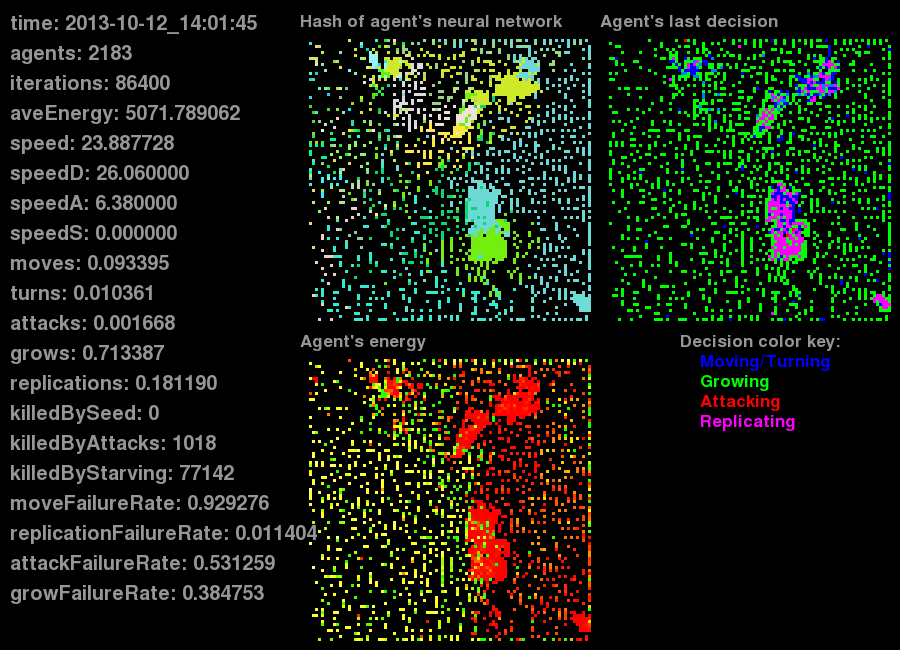 time: 2013-10-12_14:01:45
agents: 2183
iterations: 86400
aveEnergy: 5071.789062
speed: 23.887728
speedD: 26.060000
speedA: 6.380000
speedS: 0.000000
moves: 0.093395
turns: 0.010361
attacks: 0.001668
grows: 0.713387
replications: 0.181190
killedBySeed: 0
killedByAttacks: 1018
killedByStarving: 77142
moveFailureRate: 0.929276
replicationFailureRate: 0.011404
attackFailureRate: 0.531259
growFailureRate: 0.384753
Hash of agent's neural network
Agent's last decision
Agent's energy
Decision color key:
Moving/Turning
Growing
Attacking
Replicating